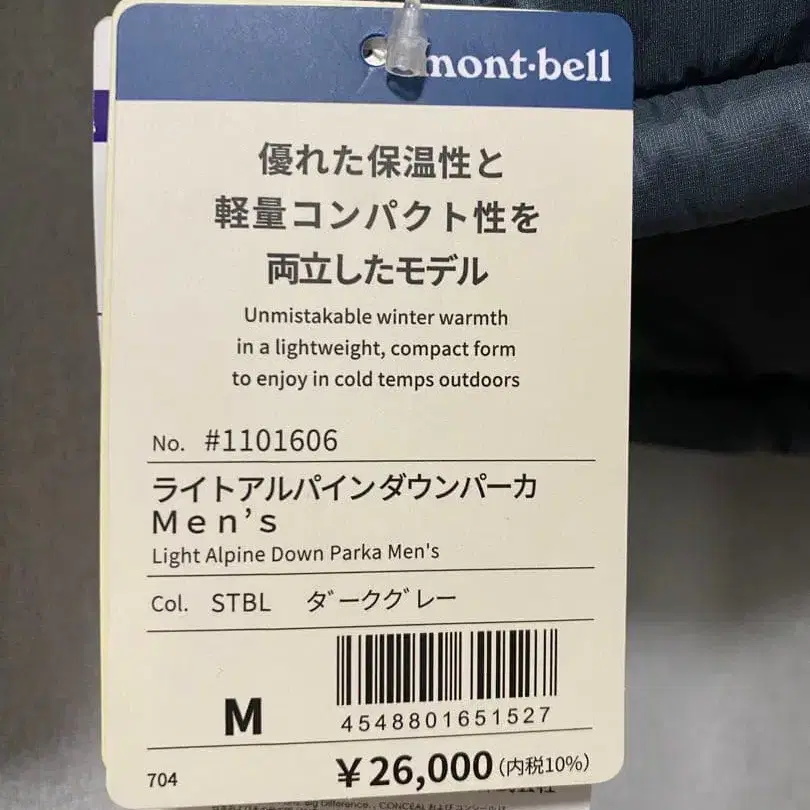 mont·bell
優れた保温性と
軽量コンパクト性を
両立したモデル
Unmistakable winter warmth
in a lightweight, compact form
to enjoy in cold temps outdoors
No. #1101606
ライトアルパインダウンパーカ
Men's
Light Alpine Down Parka Men's
Col. STBL ダークグレー
M
4548801651527
704
¥26,000(内税10%)